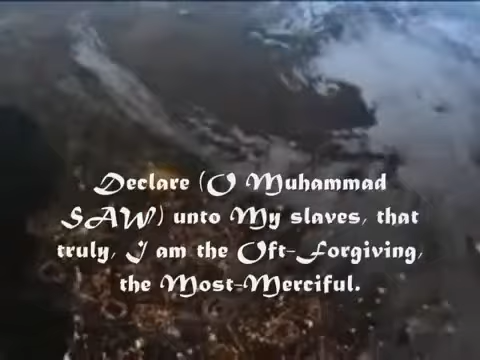 Declare (O Muhammad
SAW) unto My slaves, that
truly, I am the Oft-Forgiving,
the Most-Merciful.